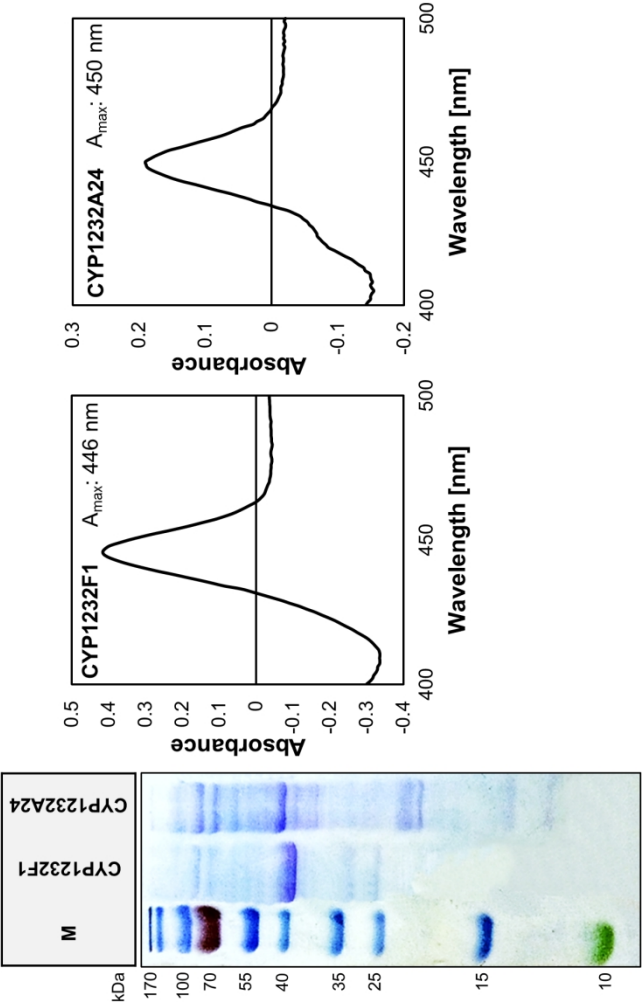 kDa
170
100
70
55
40
35
25
15
10
M
CYP1232F1
CYP1232A24
CYP1232F1
Amax: 446 nm
Absorbance
0.5
0.4
0.3
0.2
0.1
0
-0.1
-0.2
-0.3
-0.4
400
450
500
Wavelength [nm]
CYP1232A24
Amax: 450 nm
Absorbance
0.3
0.2
0.1
0
-0.1
-0.2
400
450
500
Wavelength [nm]